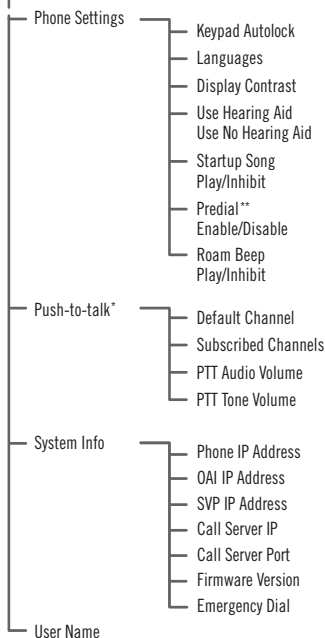 Phone Settings
Keypad Autolock
Languages
Display Contrast
Use Hearing Aid
Use No Hearing Aid
Startup Song
Play/Inhibit
Predial**
Enable/Disable
Roam Beep
Play/Inhibit
Push-to-talk*
Default Channel
Subscribed Channels
PTT Audio Volume
PTT Tone Volume
System Info
Phone IP Address
OAI IP Address
SVP IP Address
Call Server IP
Call Server Port
Firmware Version
Emergency Dial
User Name